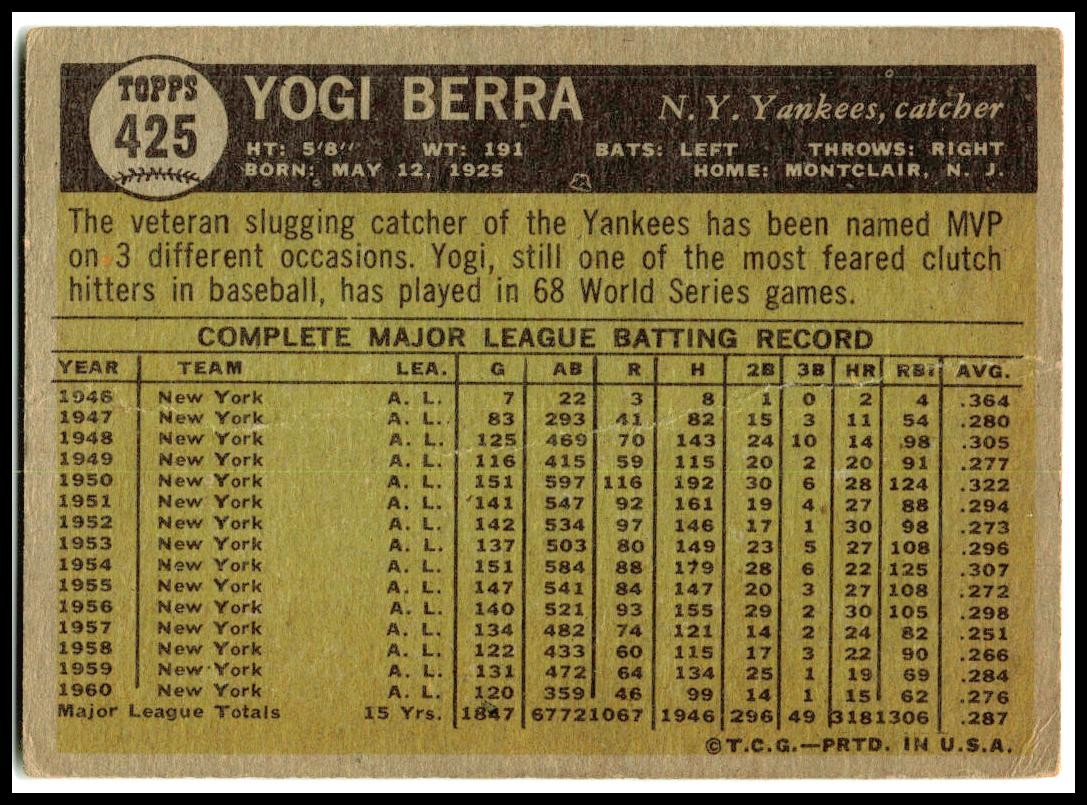 TOPPS
425
YOGI BERRA N. Y. Yankees, catcher
HT: 5'8" WT: 191 BATS: LEFT THROWS: RIGHT
BORN: MAY 12, 1925 HOME: MONTCLAIR, N. J.
The veteran slugging catcher of the Yankees has been named MVP
on 3 different occasions. Yogi, still one of the most feared clutch
hitters in baseball, has played in 68 World Series games.
COMPLETE MAJOR LEAGUE BATTING RECORD
YEAR TEAM LEA. G AB R H 2B 3B HR RBI AVG.
1946 New York A. L. 7 22 3 8 1 0 2 4 .364
1947 New York A. L. 83 293 41 82 15 3 11 54 .280
1948 New York A. L. 125 469 70 143 24 10 14 98 .305
1949 New York A. L. 116 415 59 115 20 2 20 91 .277
1950 New York A. L. 151 597 116 192 30 6 28 124 .322
1951 New York A. L. 141 547 92 161 19 4 27 88 .294
1952 New York A. L. 142 534 97 146 17 1 30 98 .273
1953 New York A. L. 137 503 80 149 23 5 27 108 .296
1954 New York A. L. 151 584 88 179 28 6 22 125 .307
1955 New York A. L. 147 541 84 147 20 3 27 108 .272
1956 New York A. L. 140 521 93 155 29 2 30 105 .298
1957 New York A. L. 134 482 74 121 14 2 24 82 .251
1958 New York A. L. 122 433 60 115 17 3 22 90 .266
1959 New York A. L. 131 472 64 134 25 1 19 69 .284
1960 New York A. L. 120 359 46 99 14 1 15 62 .276
Major League Totals 15 Yrs. 1847 6772 1067 1946 296 49 318 1306 .287
©T.C.G.—PRTD. IN U.S.A.